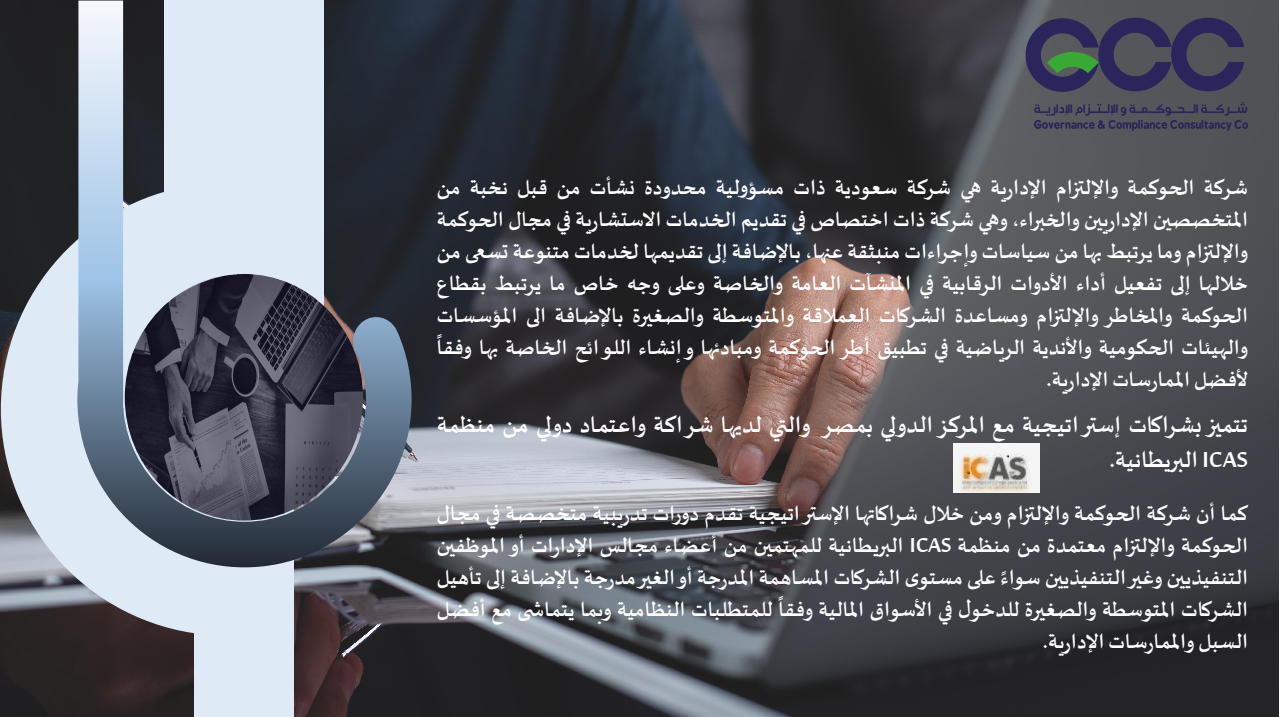 GCC
شركة الحوكمة و الإلتزام الإدارية
Governance & Compliance Consultancy Co
شركة الحوكمة والإلتزام الإدارية هي شركة سعودية ذات مسؤولية محدودة نشأت من قبل نخبة من
المتخصصين الإداريين والخبراء، وهي شركة ذات اختصاص في تقديم الخدمات الاستشارية في مجال الحوكمة
والإلتزام وما يرتبط بها من سياسات وإجراءات منبثقة عنها، بالإضافة إلى تقديمها لخدمات متنوعة تسعى من
خلالها إلى تفعيل أداء الأدوات الرقابية في المنشآت العامة والخاصة وعلى وجه خاص ما يرتبط بقطاع
الحوكمة والمخاطر والإلتزام ومساعدة الشركات العملاقة والمتوسطة والصغيرة بالإضافة الى المؤسسات
والهيئات الحكومية والأندية الرياضية في تطبيق أطر الحوكمة ومبادئها وإنشاء اللوائح الخاصة بها وفقاً
لأفضل الممارسات الإدارية.
تتميز بشراكات إستراتيجية مع المركز الدولي بمصر والتي لديها شراكة واعتماد دولي من منظمة
ICAS البريطانية.
iCAS
كما أن شركة الحوكمة والإلتزام ومن خلال شراكاتها الإستراتيجية تقدم دورات تدريبية متخصصة في مجال
الحوكمة والإلتزام معتمدة من منظمة ICAS البريطانية للمهتمين من أعضاء مجالس الإدارات أو الموظفين
التنفيذيين وغير التنفيذيين سواءً على مستوى الشركات المساهمة المدرجة أو الغير مدرجة بالإضافة إلى تأهيل
الشركات المتوسطة والصغيرة للدخول في الأسواق المالية وفقاً للمتطلبات النظامية وبما يتماشى مع أفضل
السبل والممارسات الإدارية.